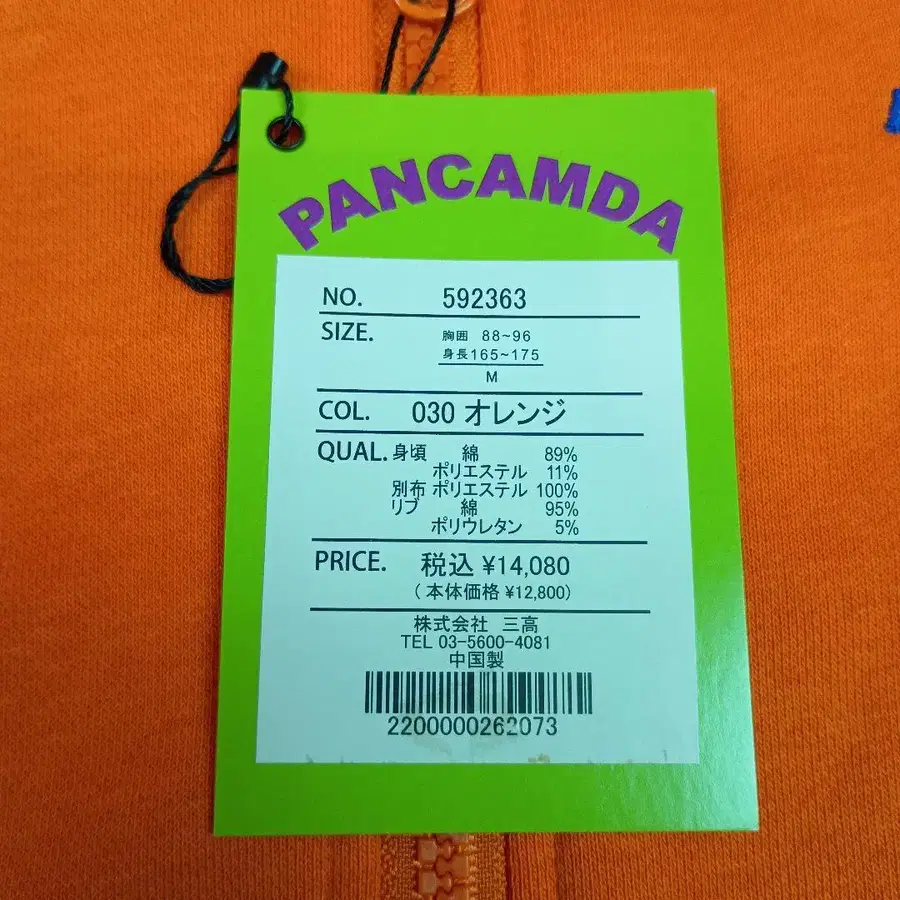 PANCAMDA
NO. 592363
SIZE. 胸囲 88~96
身長165~175
M
COL. 030 オレンジ
QUAL. 身頃 綿 89%
ポリエステル 11%
別布 ポリエステル 100%
リブ 綿 95%
ポリウレタン 5%
PRICE. 税込 ¥14,080
(本体価格 ¥12,800)
株式会社 三高
TEL 03-5600-4081
中国製
2200000262073